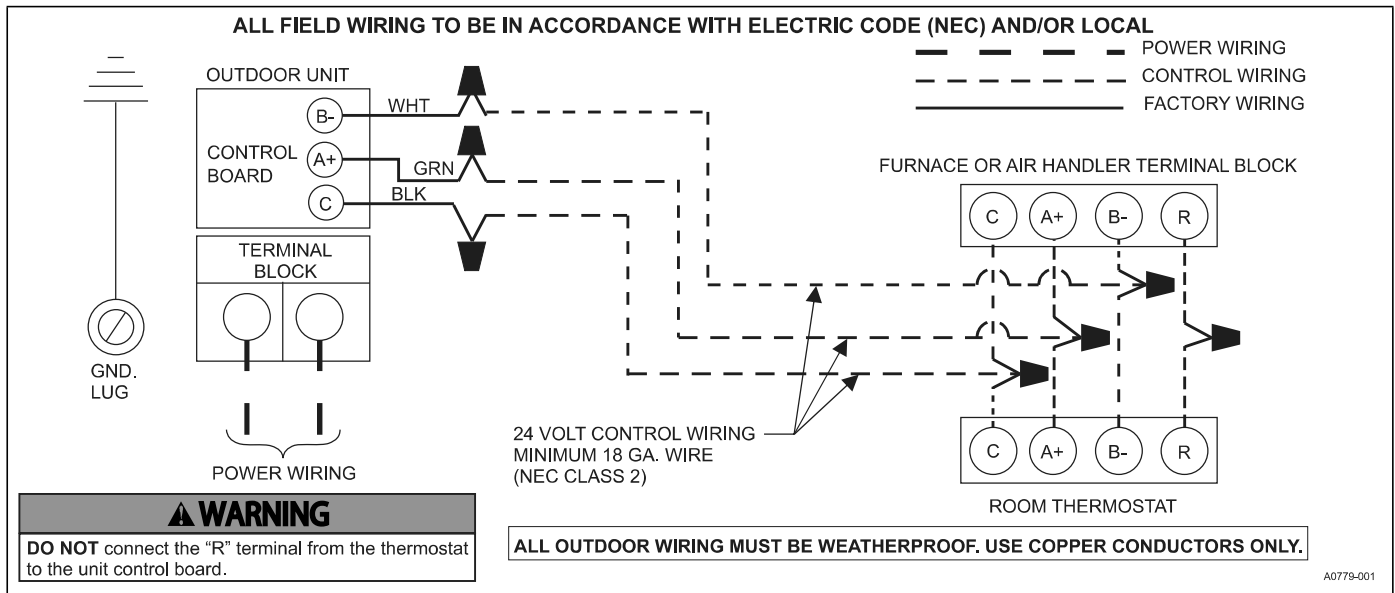 ALL FIELD WIRING TO BE IN ACCORDANCE WITH ELECTRIC CODE (NEC) AND/OR LOCAL
POWER WIRING
CONTROL WIRING
FACTORY WIRING
OUTDOOR UNIT
CONTROL
BOARD
B-
A+
C
WHT
GRN
BLK
TERMINAL
BLOCK
GND.
LUG
POWER WIRING
FURNACE OR AIR HANDLER TERMINAL BLOCK
C A+ B- R
24 VOLT CONTROL WIRING
MINIMUM 18 GA. WIRE
(NEC CLASS 2)
C A+ B- R
ROOM THERMOSTAT
WARNING
DO NOT connect the “R” terminal from the thermostat
to the unit control board.
ALL OUTDOOR WIRING MUST BE WEATHERPROOF. USE COPPER CONDUCTORS ONLY.
A0779-001